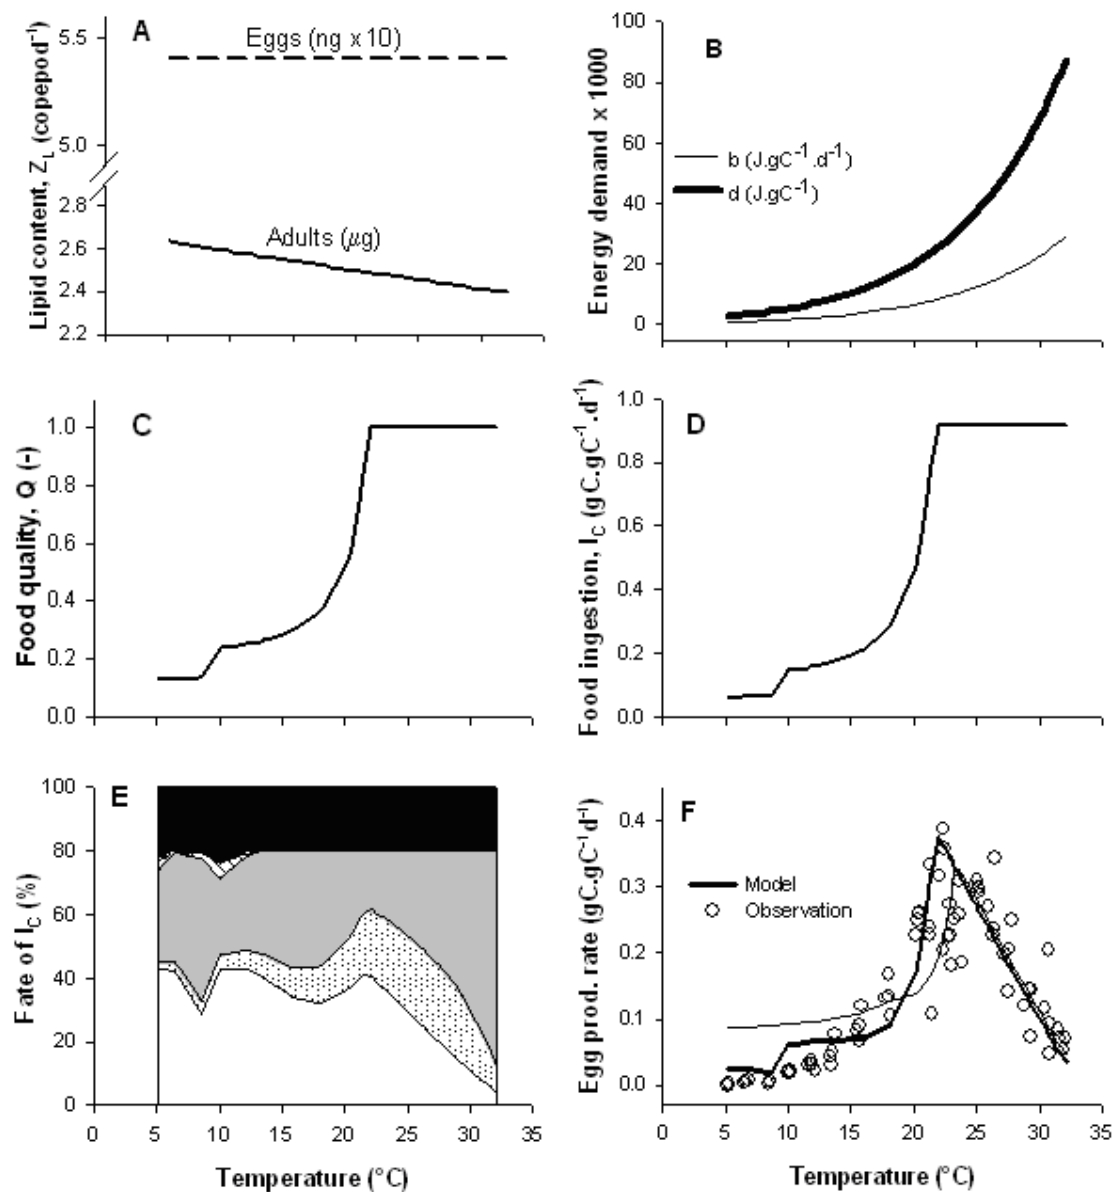 A
Eggs (ng x 10)
Adults (µg)
Lipid content, Z_L (copepod⁻¹)
5.5
5.0
2.8
2.6
2.4
2.2
B
b (J.gC⁻¹.d⁻¹)
d (J.gC⁻¹)
Energy demand x 1000
100
80
60
40
20
0
C
Food quality, Q (-)
1.0
0.8
0.6
0.4
0.2
0.0
D
Food ingestion, I_C (gC.gC⁻¹.d⁻¹)
1.0
0.8
0.6
0.4
0.2
0.0
E
Fate of I_C (%)
100
80
60
40
20
0
0 5 10 15 20 25 30 35
Temperature (°C)
F
Model
Observation
Egg prod. rate (gC.gC⁻¹d⁻¹)
0.4
0.3
0.2
0.1
0.0
0 5 10 15 20 25 30 35
Temperature (°C)